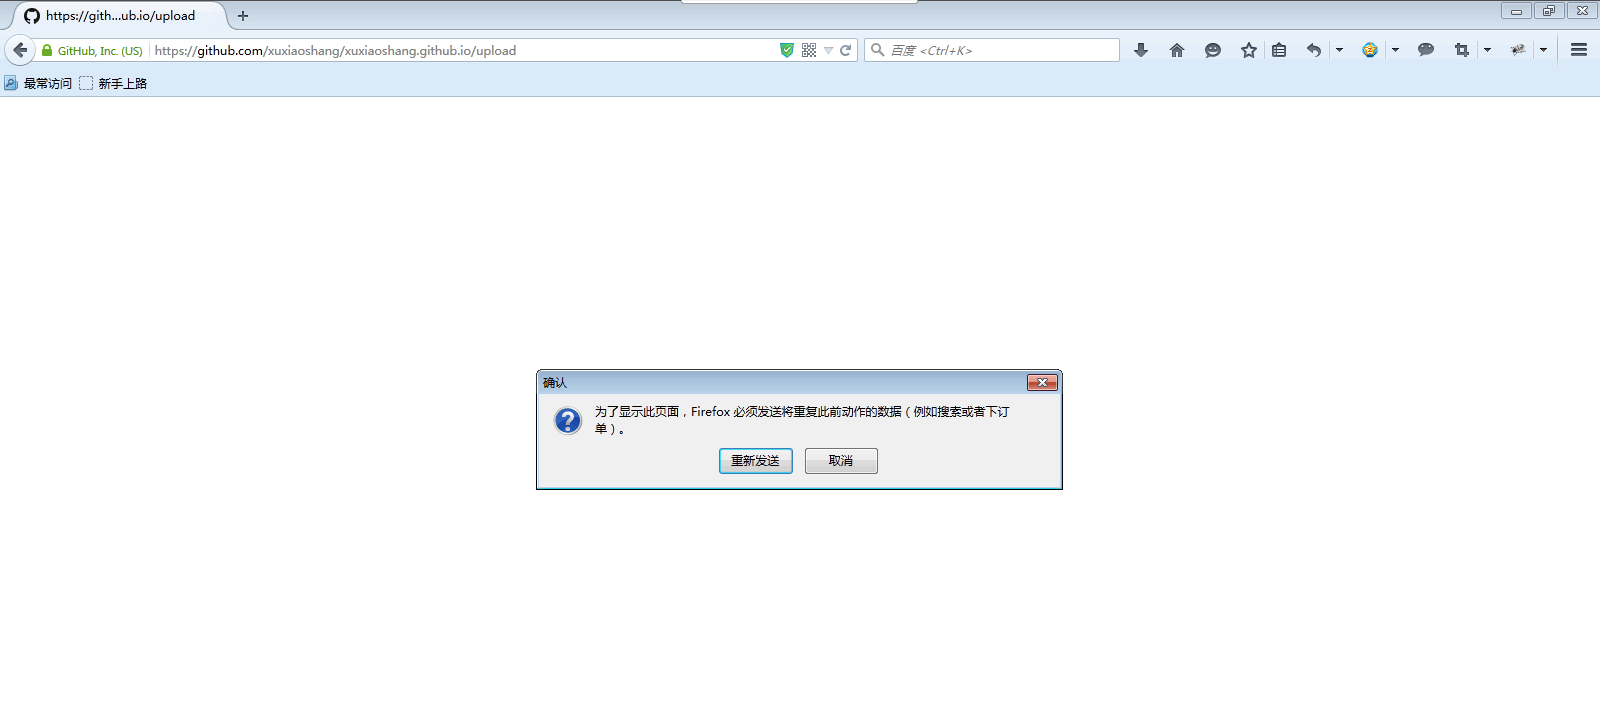 https://gith...ub.io/upload
GitHub, Inc. (US) https://github.com/xuxiaoshang/xuxiaoshang.github.io/upload 百度 <Ctrl+K>
最常访问 新手上路
确认
为了显示此页面，Firefox 必须发送将重复此前动作的数据（例如搜索或者下订
单）。
重新发送 取消